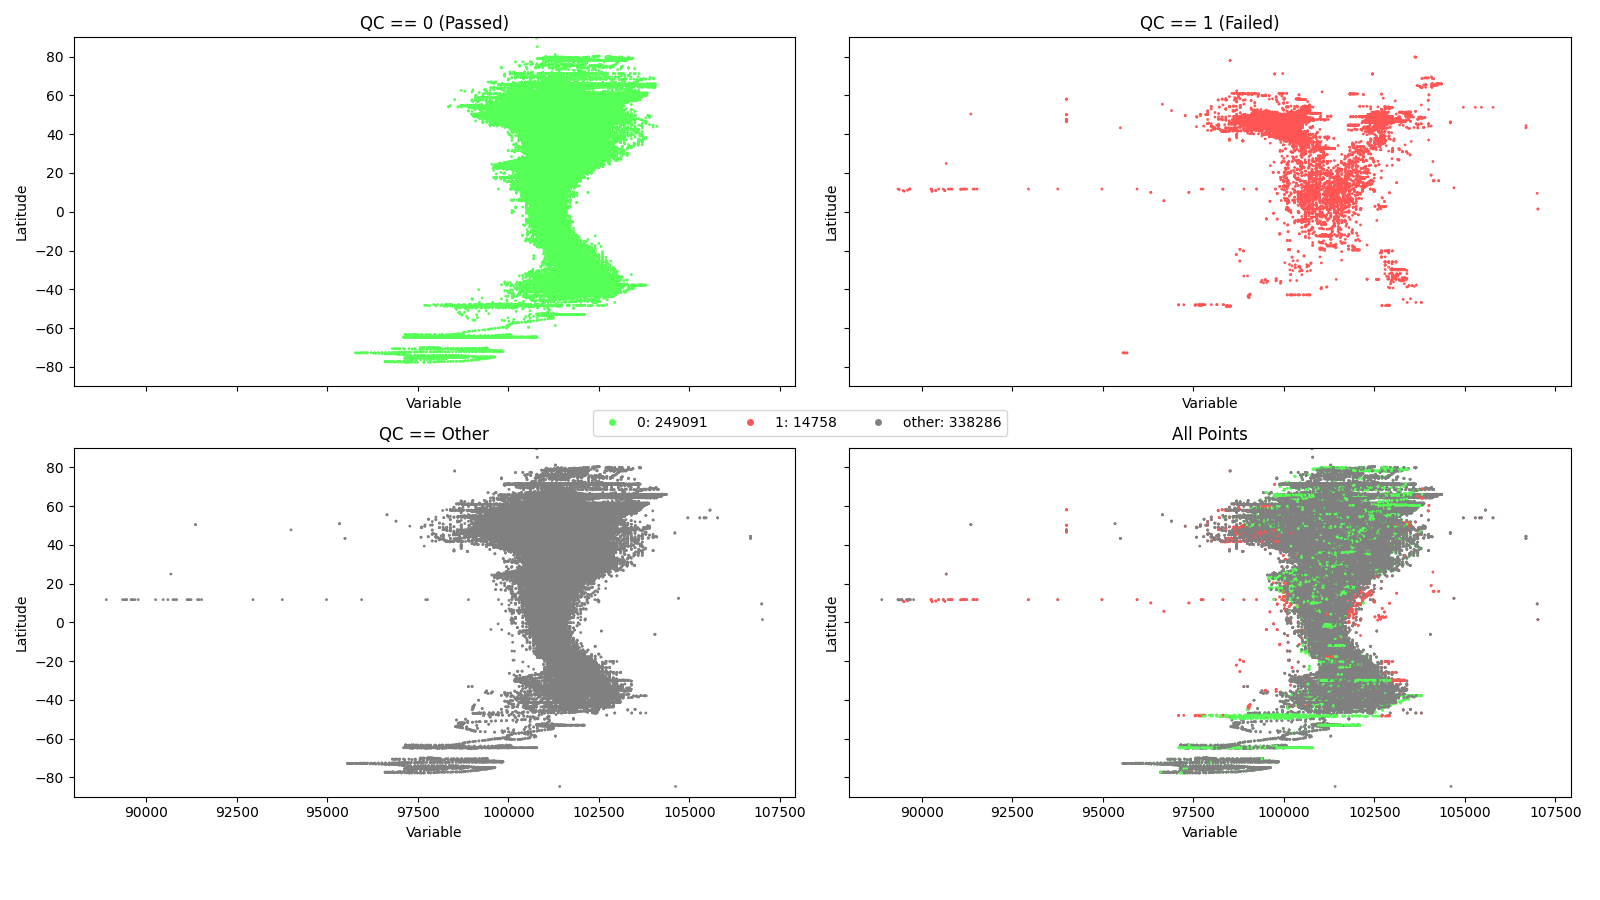 QC == 0 (Passed)
QC == 1 (Failed)
Latitude
80
60
40
20
0
−20
−40
−60
−80
Variable
Latitude
Variable
0: 249091
1: 14758
other: 338286
QC == Other
All Points
Latitude
80
60
40
20
0
−20
−40
−60
−80
90000
92500
95000
97500
100000
102500
105000
107500
Variable
Latitude
90000
92500
95000
97500
100000
102500
105000
107500
Variable